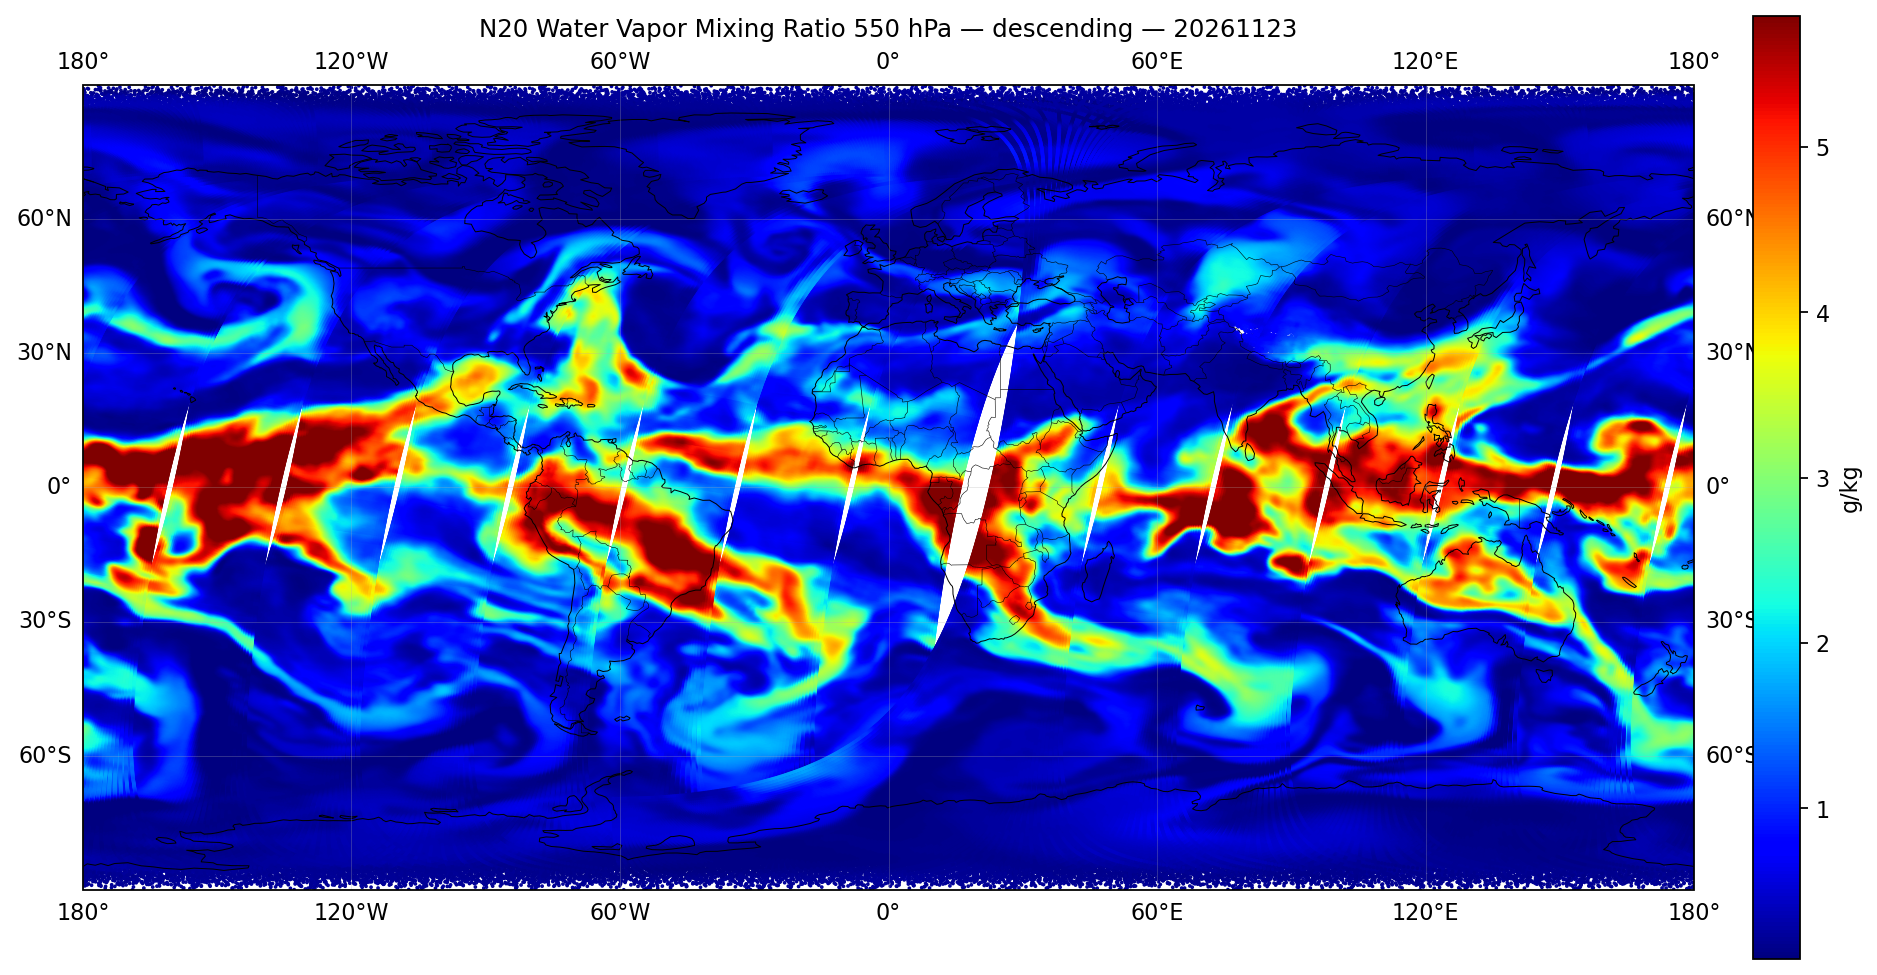 N20 Water Vapor Mixing Ratio 550 hPa — descending — 20261123
180° 120°W 60°W 0° 60°E 120°E 180°
60°N 60°N
30°N 30°N
0° 0°
30°S 30°S
60°S 60°S
180° 120°W 60°W 0° 60°E 120°E 180°
5
4
3
2
1
g/kg